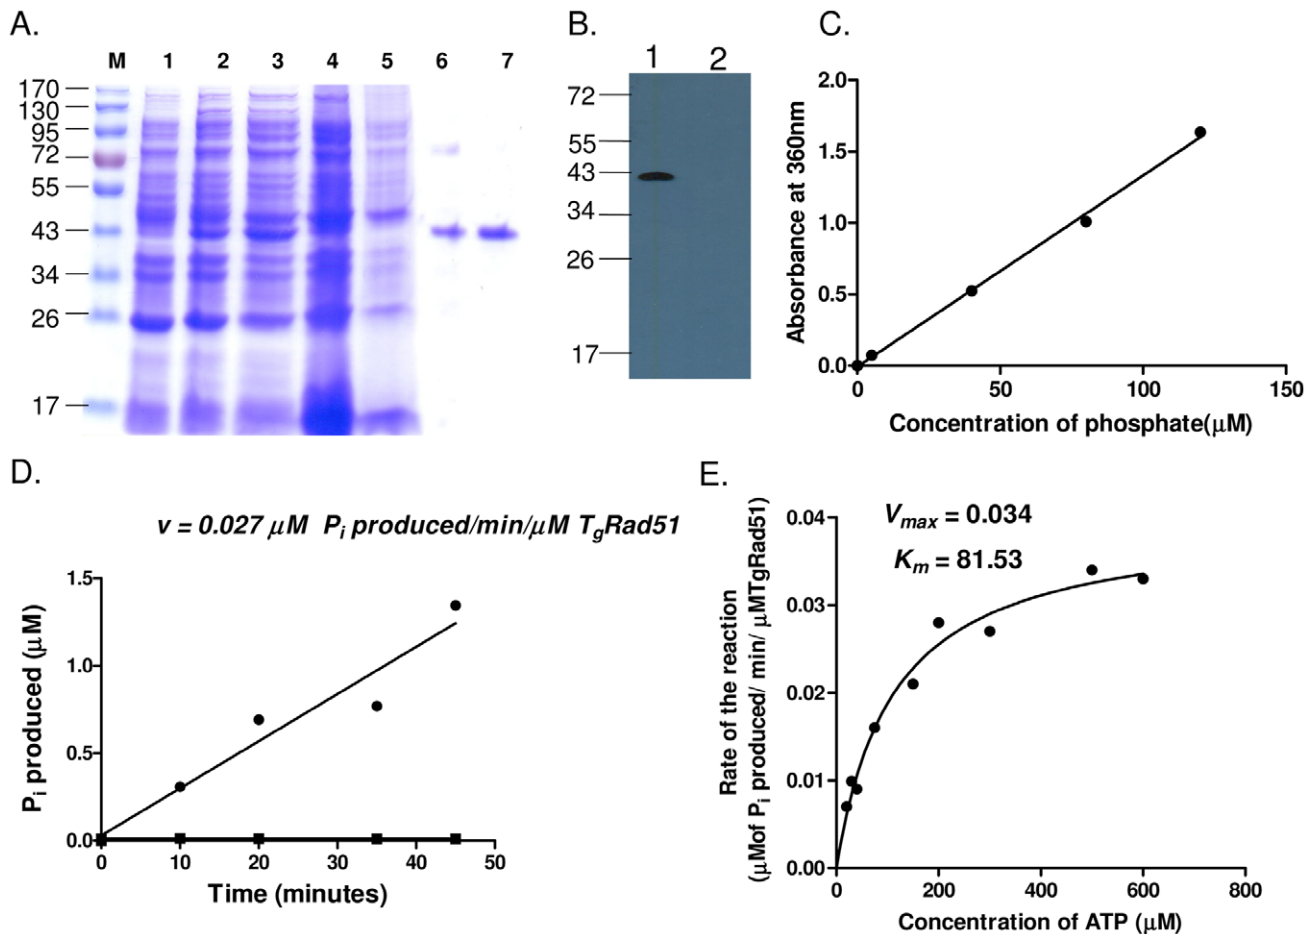 A.
M 1 2 3 4 5 6 7
170
130
95
72
55
43
34
26
17
B.
1 2
72
55
43
34
26
17
C.
Absorbance at 360nm
2.0
1.5
1.0
0.5
0.0
0 50 100 150
Concentration of phosphate(µM)
D.
v = 0.027 µM Pi produced/min/µM TgRad51
Pi produced (µM)
1.5
1.0
0.5
0.0
0 10 20 30 40 50
Time (minutes)
E.
Vmax = 0.034
Km = 81.53
Rate of the reaction
(µMof Pi produced/ min/ µMTgRad51)
0.04
0.03
0.02
0.01
0.00
0 200 400 600 800
Concentration of ATP (µM)